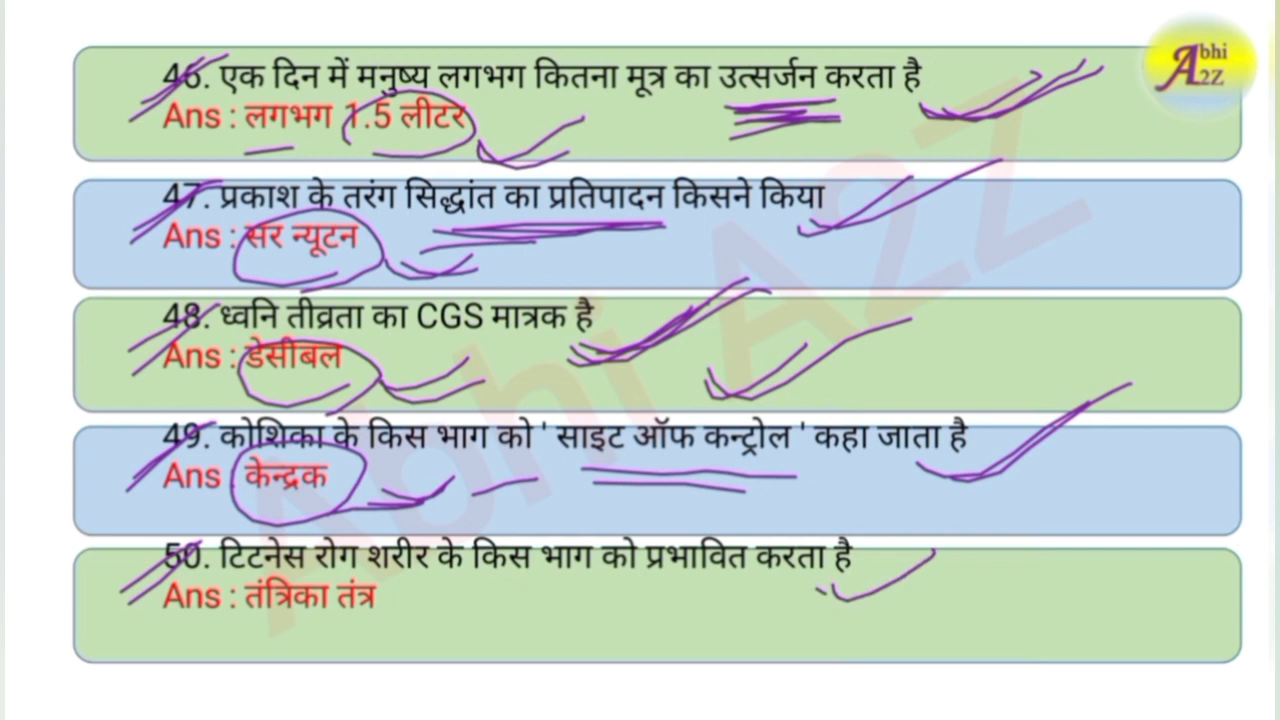 Abhi A2Z
46. एक दिन में मनुष्य लगभग कितना मूत्र का उत्सर्जन करता है
Ans : लगभग 1.5 लीटर
47. प्रकाश के तरंग सिद्धांत का प्रतिपादन किसने किया
Ans : सर न्यूटन
48. ध्वनि तीव्रता का CGS मात्रक है
Ans : डेसीबल
49. कोशिका के किस भाग को ' साइट ऑफ कन्ट्रोल ' कहा जाता है
Ans : केन्द्रक
50. टिटनेस रोग शरीर के किस भाग को प्रभावित करता है
Ans : तंत्रिका तंत्र
Abhi A2Z